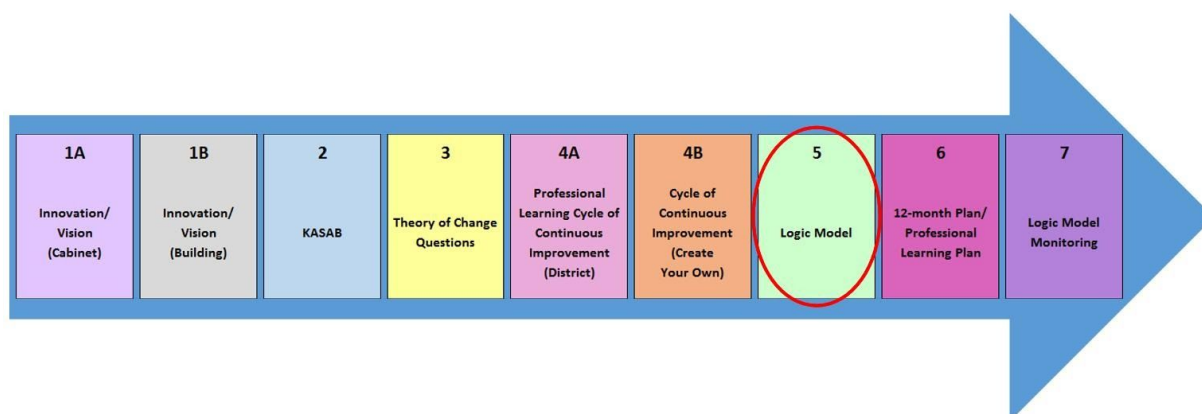 1A
Innovation/
Vision
(Cabinet)
1B
Innovation/
Vision
(Building)
2
KASAB
3
Theory of Change
Questions
4A
Professional
Learning Cycle of
Continuous
Improvement
(District)
4B
Cycle of
Continuous
Improvement
(Create
Your Own)
5
Logic Model
6
12-month Plan/
Professional
Learning Plan
7
Logic Model
Monitoring